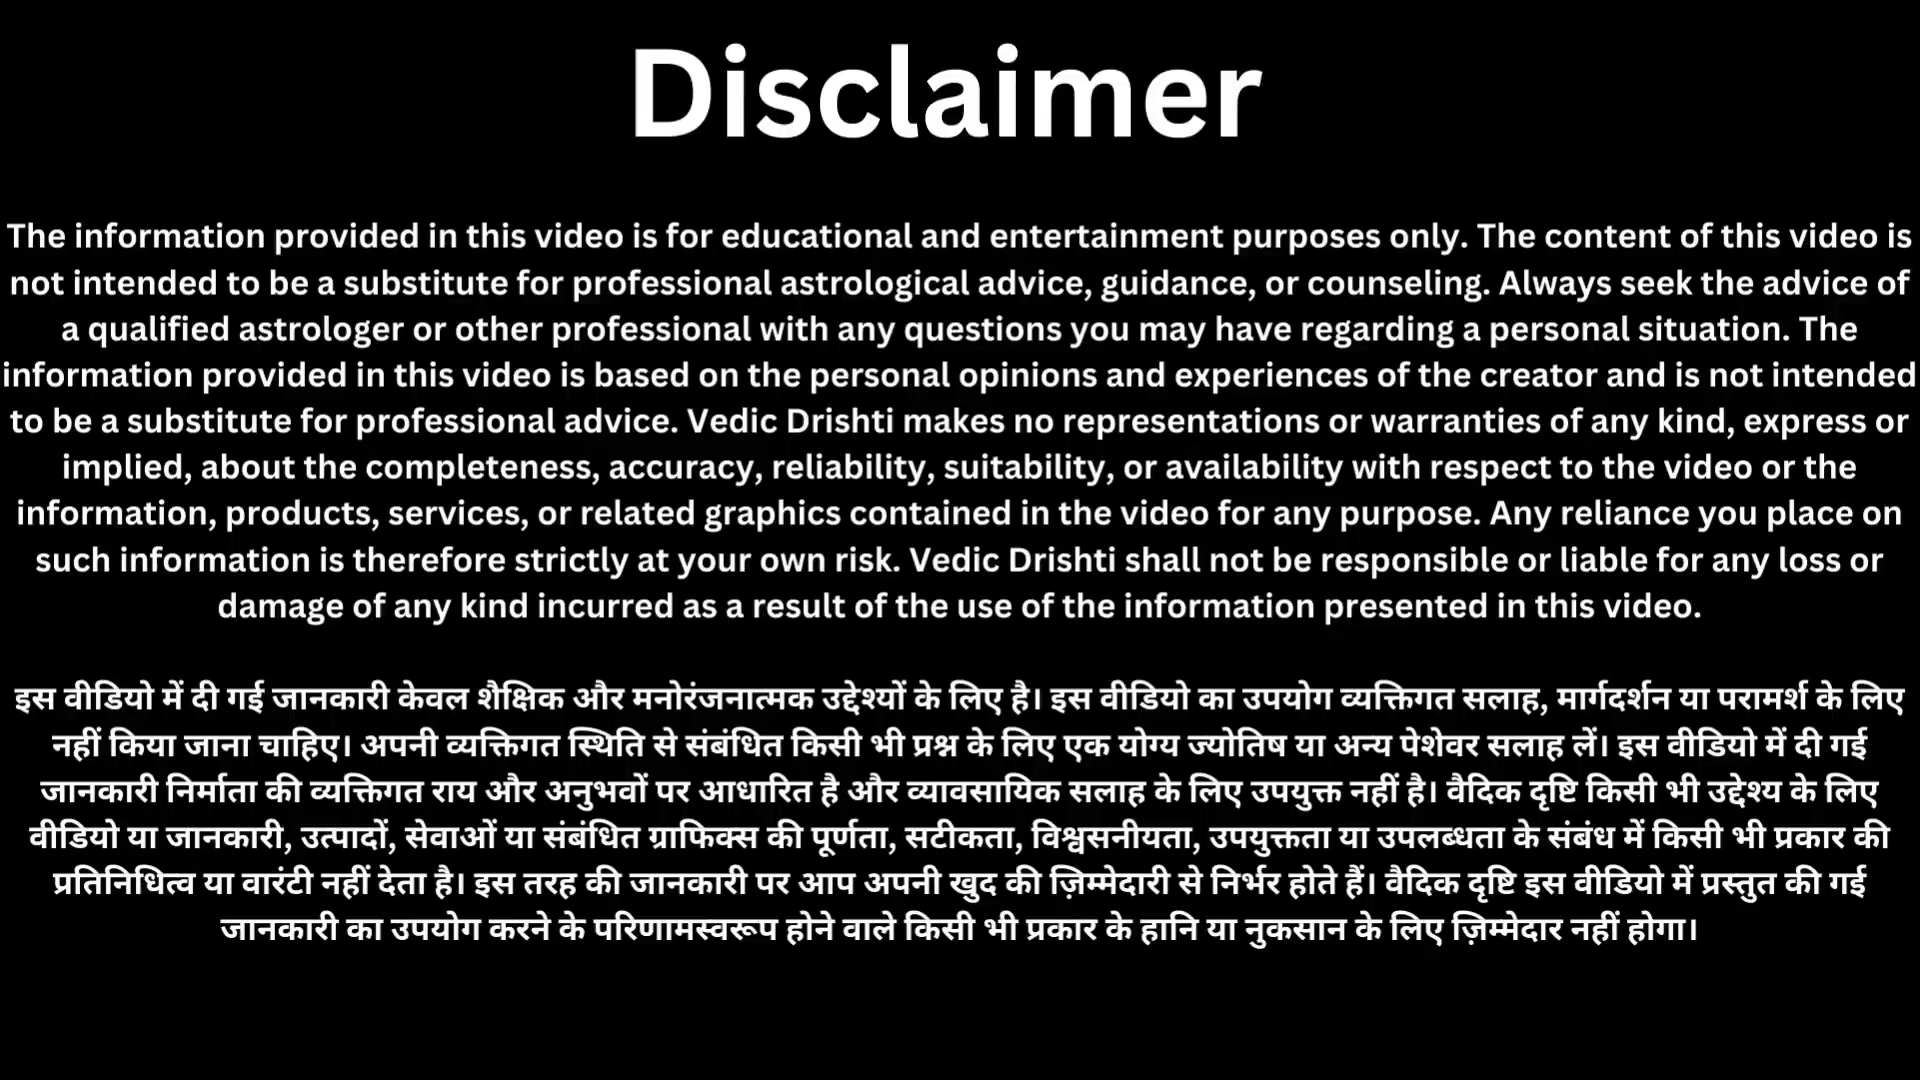 Disclaimer
The information provided in this video is for educational and entertainment purposes only. The content of this video is
not intended to be a substitute for professional astrological advice, guidance, or counseling. Always seek the advice of
a qualified astrologer or other professional with any questions you may have regarding a personal situation. The
information provided in this video is based on the personal opinions and experiences of the creator and is not intended
to be a substitute for professional advice. Vedic Drishti makes no representations or warranties of any kind, express or
implied, about the completeness, accuracy, reliability, suitability, or availability with respect to the video or the
information, products, services, or related graphics contained in the video for any purpose. Any reliance you place on
such information is therefore strictly at your own risk. Vedic Drishti shall not be responsible or liable for any loss or
damage of any kind incurred as a result of the use of the information presented in this video.
इस वीडियो में दी गई जानकारी केवल शैक्षिक और मनोरंजनात्मक उद्देश्यों के लिए है। इस वीडियो का उपयोग व्यक्तिगत सलाह, मार्गदर्शन या परामर्श के लिए
नहीं किया जाना चाहिए। अपनी व्यक्तिगत स्थिति से संबंधित किसी भी प्रश्न के लिए एक योग्य ज्योतिष या अन्य पेशेवर सलाह लें। इस वीडियो में दी गई
जानकारी निर्माता की व्यक्तिगत राय और अनुभवों पर आधारित है और व्यावसायिक सलाह के लिए उपयुक्त नहीं है। वैदिक दृष्टि किसी भी उद्देश्य के लिए
वीडियो या जानकारी, उत्पादों, सेवाओं या संबंधित ग्राफिक्स की पूर्णता, सटीकता, विश्वसनीयता, उपयुक्तता या उपलब्धता के संबंध में किसी भी प्रकार की
प्रतिनिधित्व या वारंटी नहीं देता है। इस तरह की जानकारी पर आप अपनी खुद की ज़िम्मेदारी से निर्भर होते हैं। वैदिक दृष्टि इस वीडियो में प्रस्तुत की गई
जानकारी का उपयोग करने के परिणामस्वरूप होने वाले किसी भी प्रकार के हानि या नुकसान के लिए ज़िम्मेदार नहीं होगा।